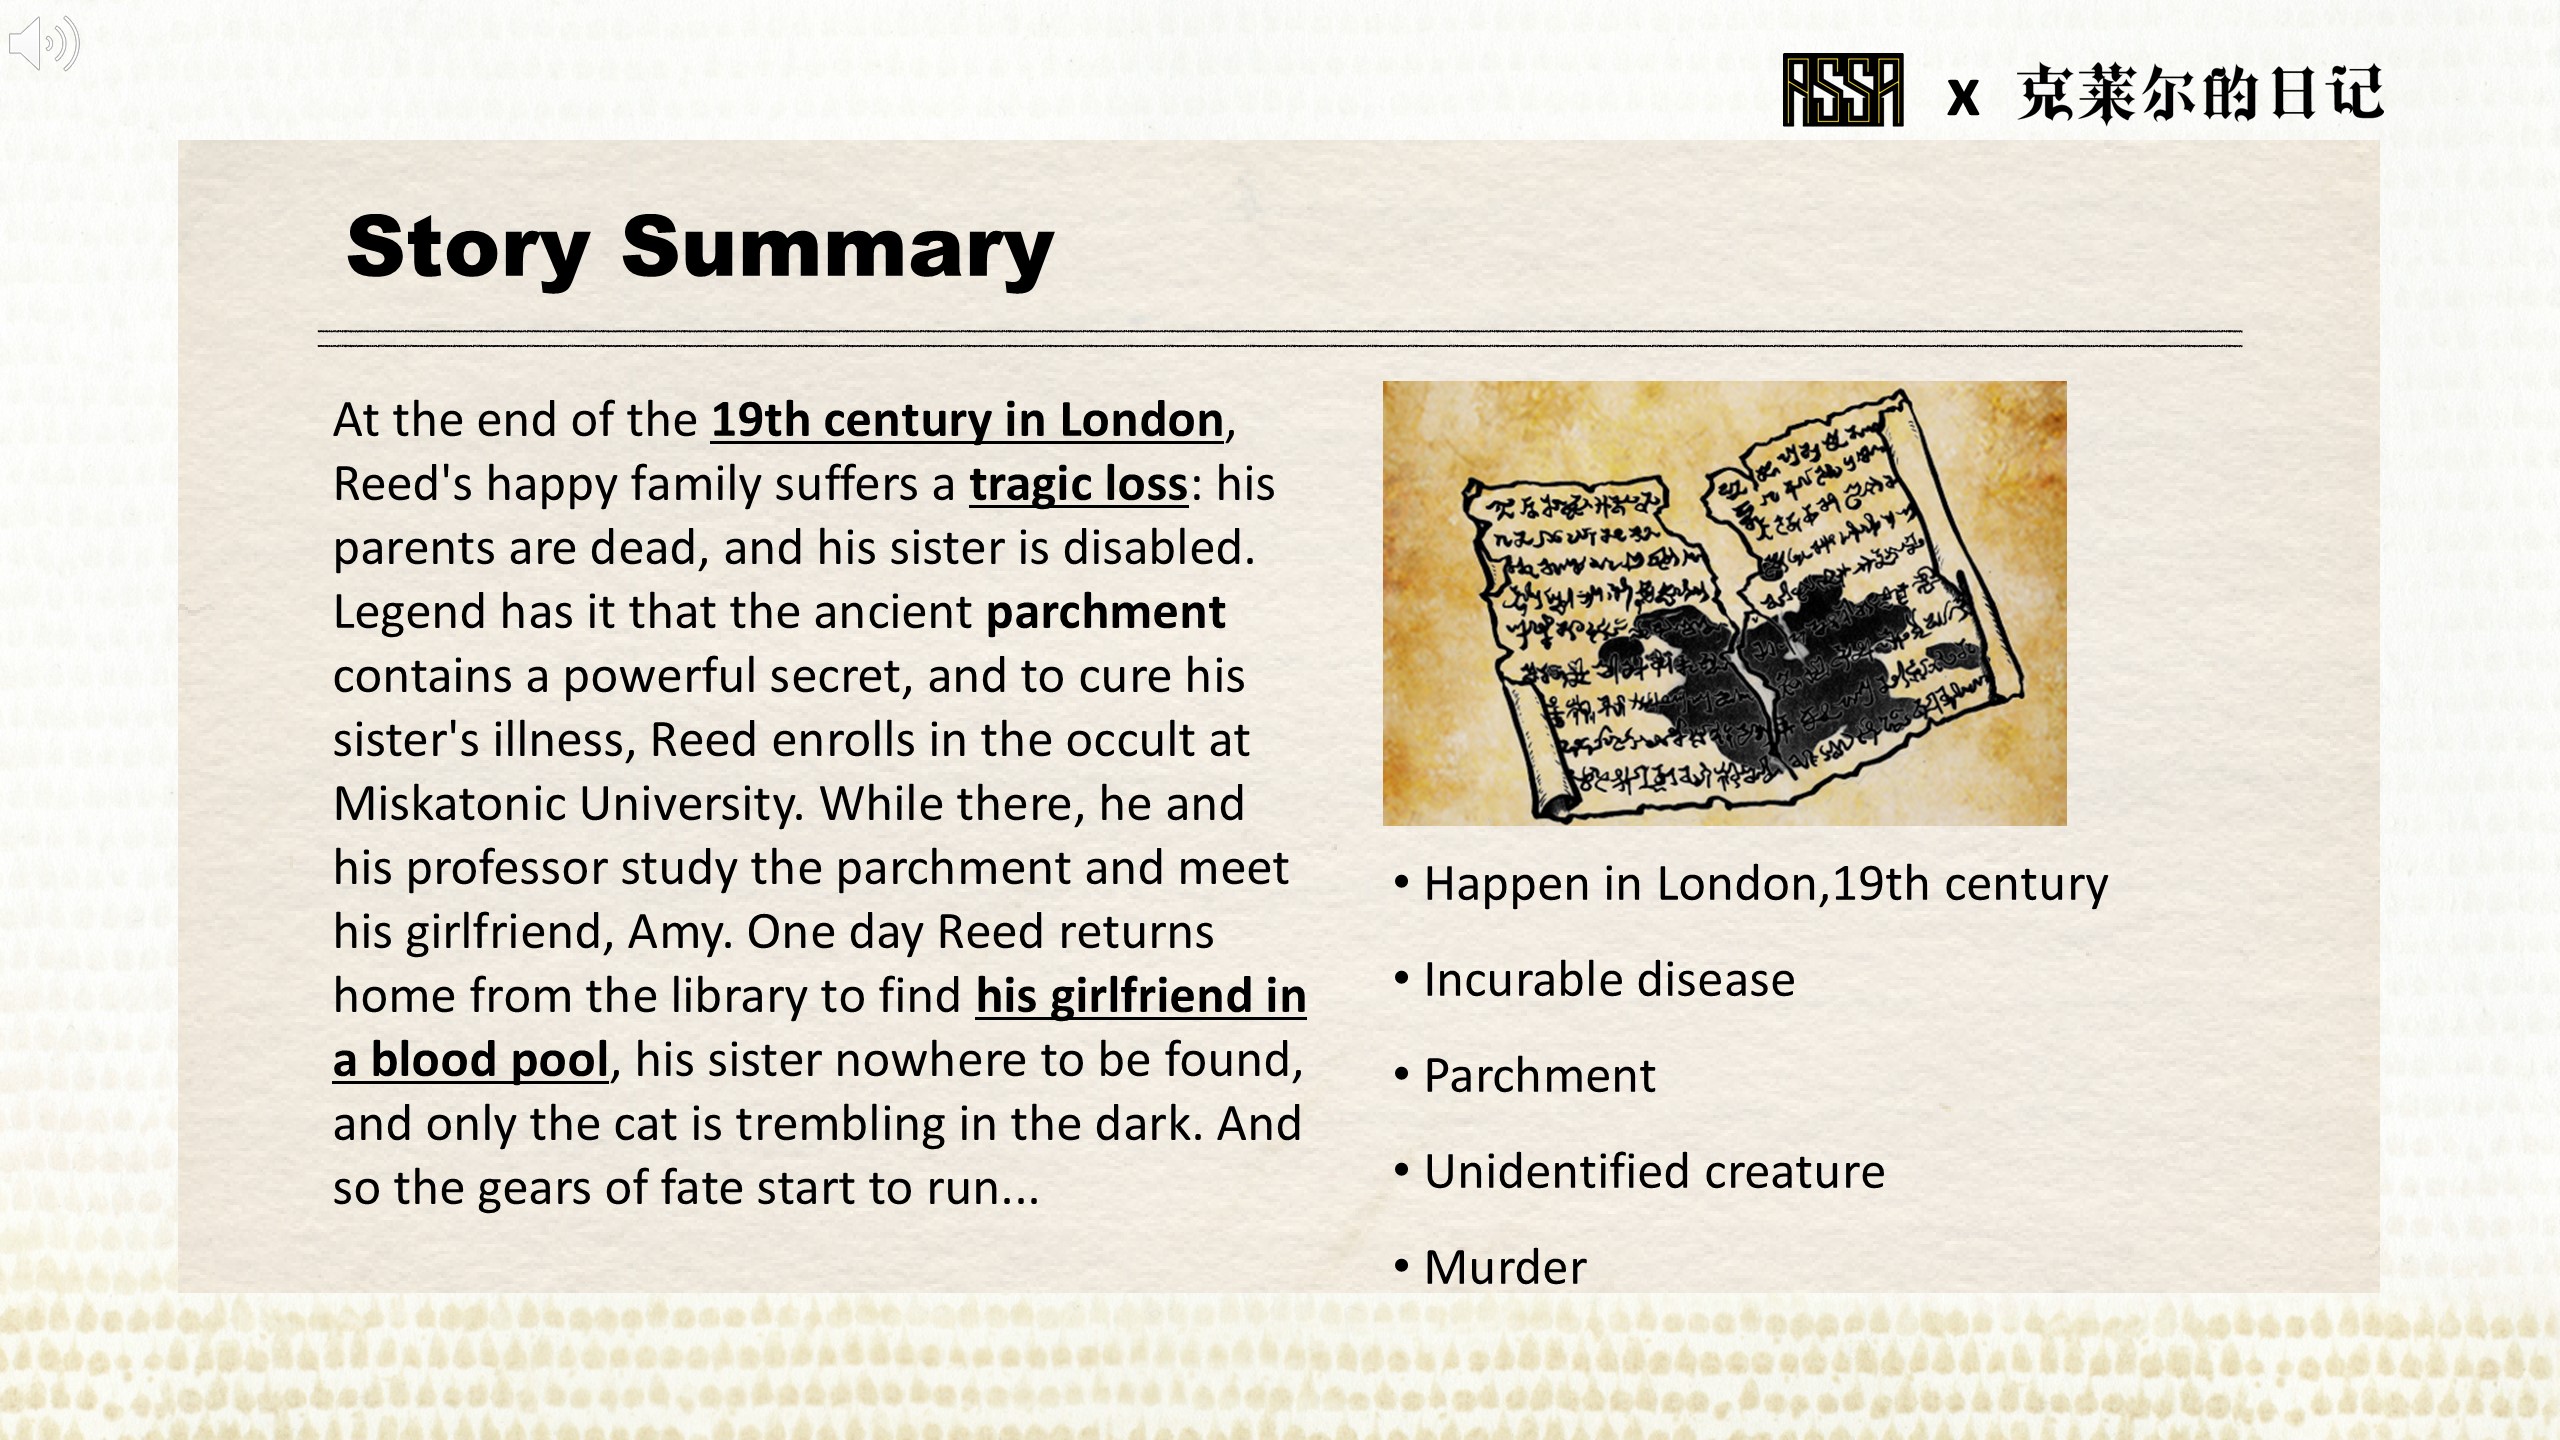 ASSA x 克莱尔的日记
Story Summary
At the end of the 19th century in London,
Reed's happy family suffers a tragic loss: his
parents are dead, and his sister is disabled.
Legend has it that the ancient parchment
contains a powerful secret, and to cure his
sister's illness, Reed enrolls in the occult at
Miskatonic University. While there, he and
his professor study the parchment and meet
his girlfriend, Amy. One day Reed returns
home from the library to find his girlfriend in
a blood pool, his sister nowhere to be found,
and only the cat is trembling in the dark. And
so the gears of fate start to run...
• Happen in London,19th century
• Incurable disease
• Parchment
• Unidentified creature
• Murder